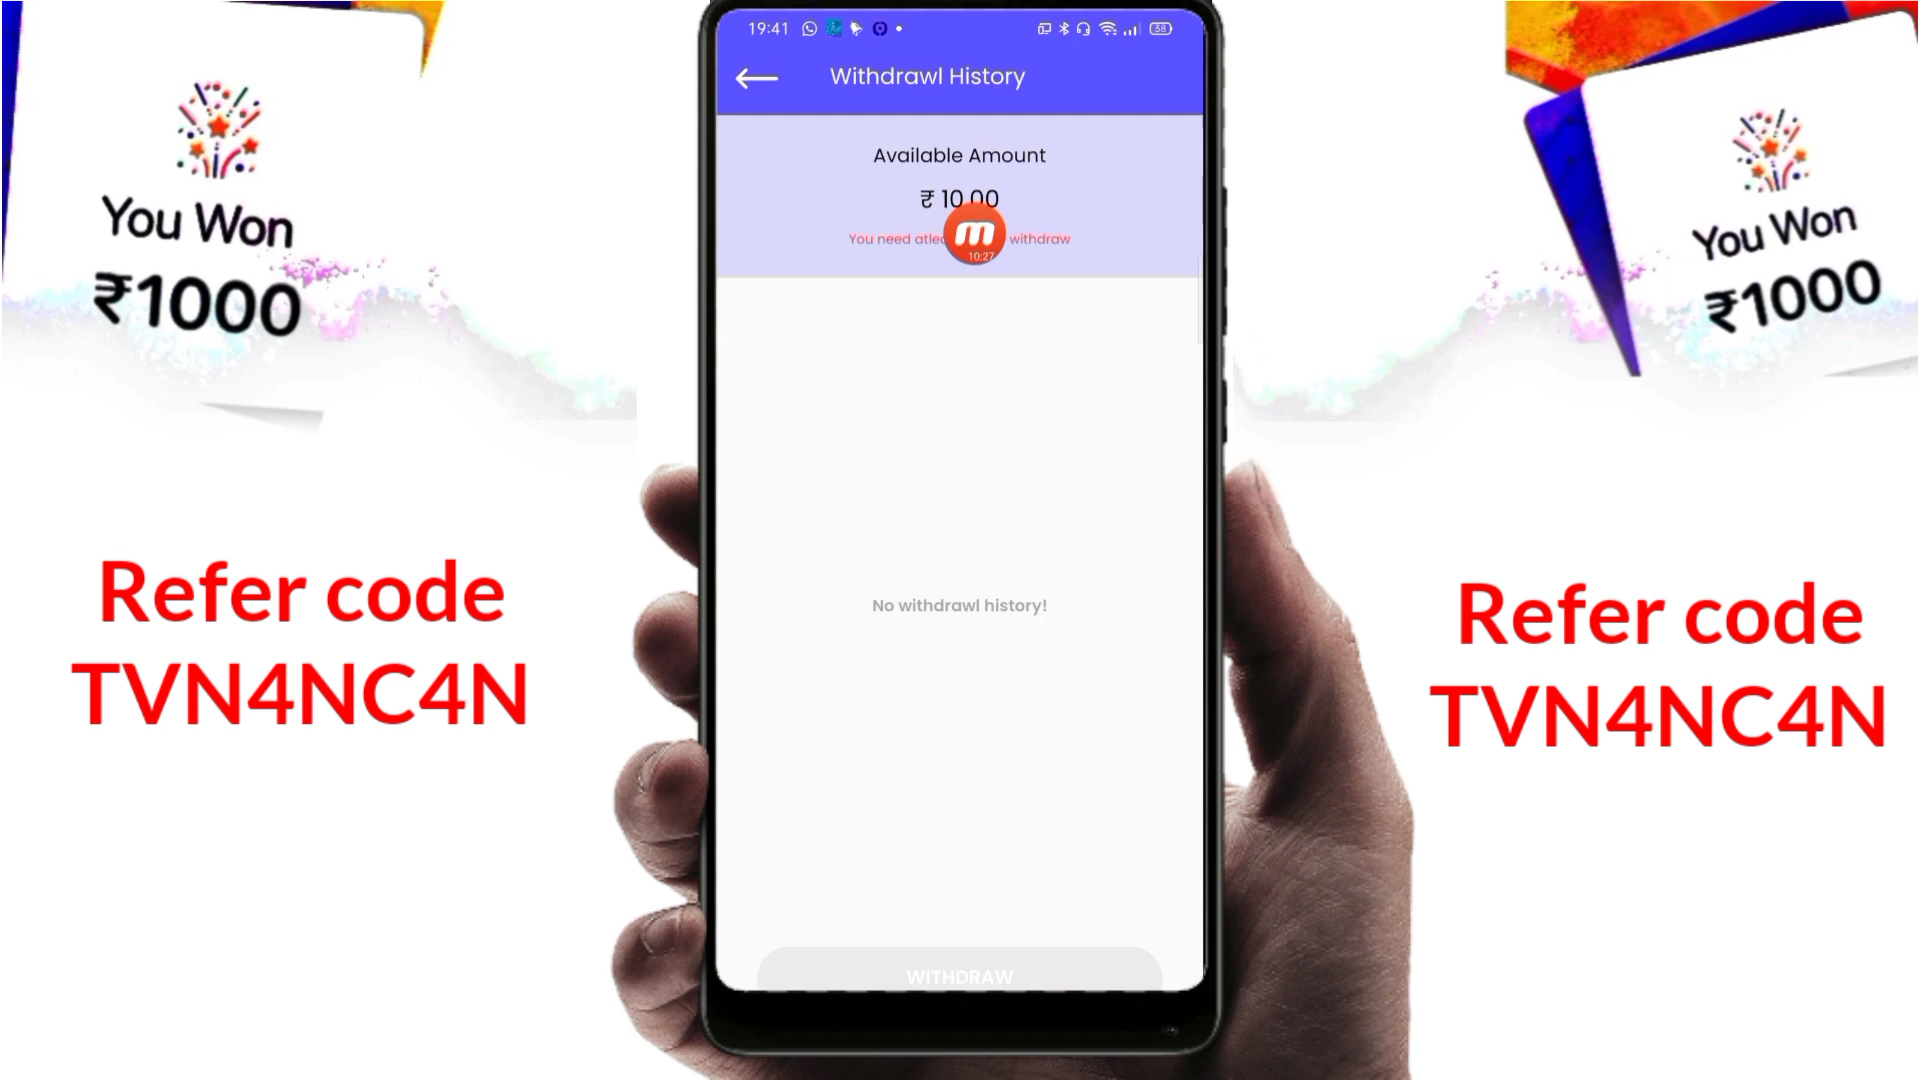 You Won
₹1000
Refer code
TVN4NC4N
19:41
38
Withdrawl History
Available Amount
₹ 10.00
You need withdraw
m
10:27
No withdrawl history!
WITHDRAW
You Won
₹1000
Refer code
TVN4NC4N